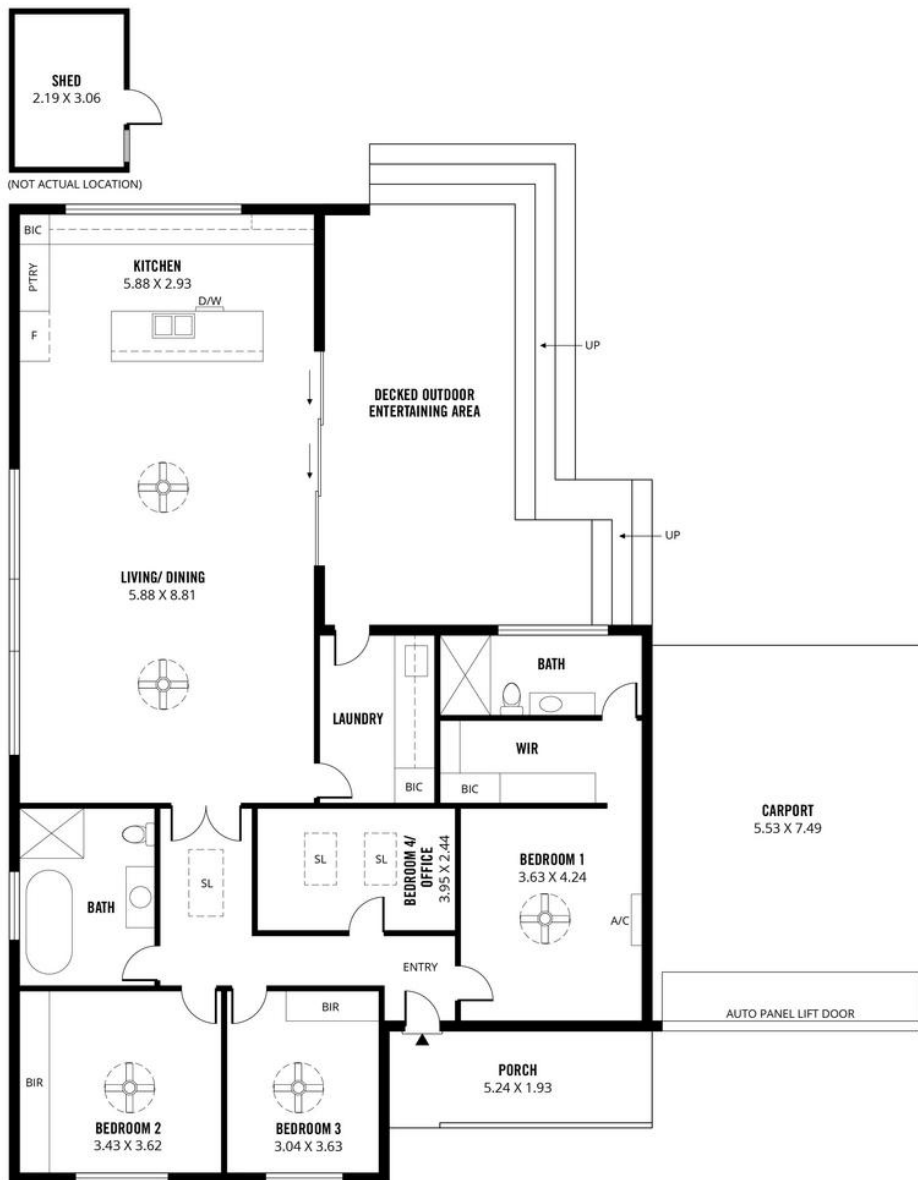 SHED
2.19 X 3.06
(NOT ACTUAL LOCATION)
BIC
P'TRY
F
KITCHEN
5.88 X 2.93
D/W
UP
DECKED OUTDOOR
ENTERTAINING AREA
UP
LIVING/ DINING
5.88 X 8.81
BATH
LAUNDRY
WIR
BIC
BIC
CARPORT
5.53 X 7.49
SL
SL
SL
BEDROOM 4/
OFFICE
3.95 X 2.44
BEDROOM 1
3.63 X 4.24
BATH
A/C
ENTRY
BIR
AUTO PANEL LIFT DOOR
BIR
PORCH
5.24 X 1.93
BEDROOM 2
3.43 X 3.62
BEDROOM 3
3.04 X 3.63